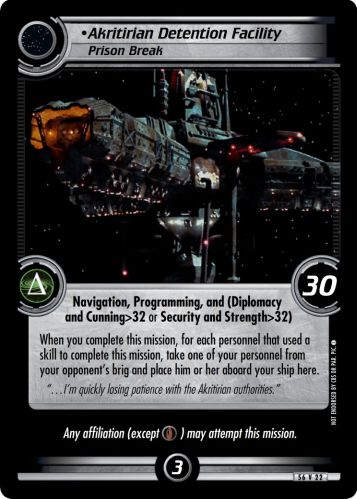 •Akritirian Detention Facility
Prison Break
30
Navigation, Programming, and (Diplomacy
and Cunning>32 or Security and Strength>32)
When you complete this mission, for each personnel that used a
skill to complete this mission, take one of your personnel from
your opponent's brig and place him or her aboard your ship here.
“…I'm quickly losing patience with the Akritirian authorities.”
Any affiliation (except ) may attempt this mission.
NOT ENDORSED BY CBS OR PAR. PIC.
3
56 V 22